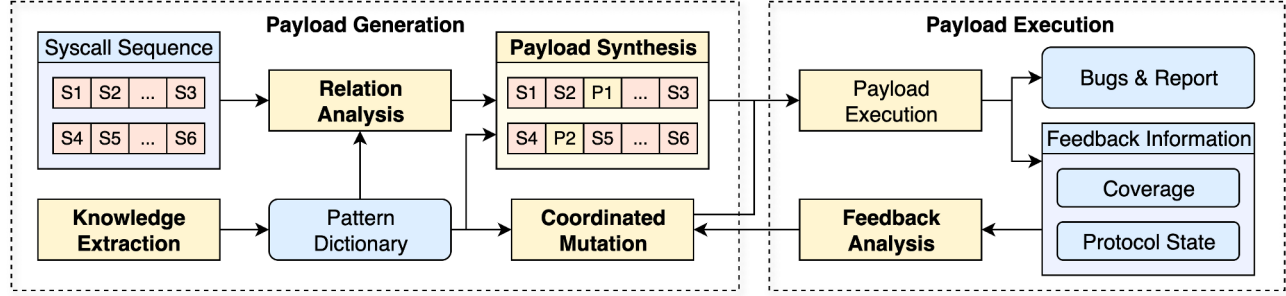 Payload Generation
Syscall Sequence
S1 S2 ... S3
S4 S5 ... S6
Relation
Analysis
Payload Synthesis
S1 S2 P1 ... S3
S4 P2 S5 ... S6
Knowledge
Extraction
Pattern
Dictionary
Coordinated
Mutation
Payload Execution
Payload
Execution
Bugs & Report
Feedback Information
Coverage
Protocol State
Feedback
Analysis